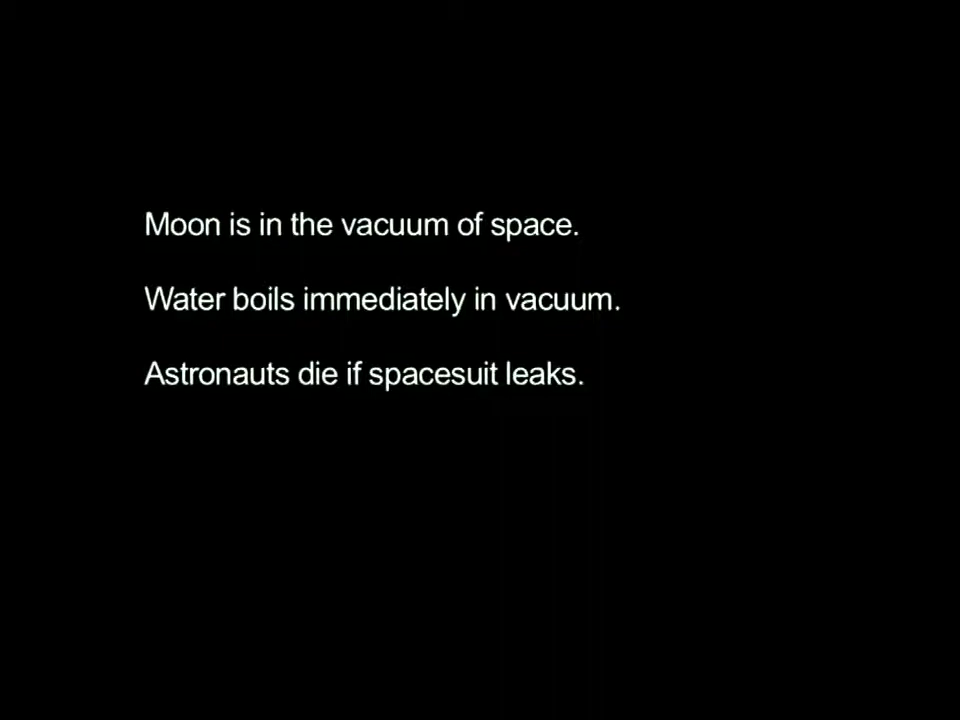 Moon is in the vacuum of space.
Water boils immediately in vacuum.
Astronauts die if spacesuit leaks.